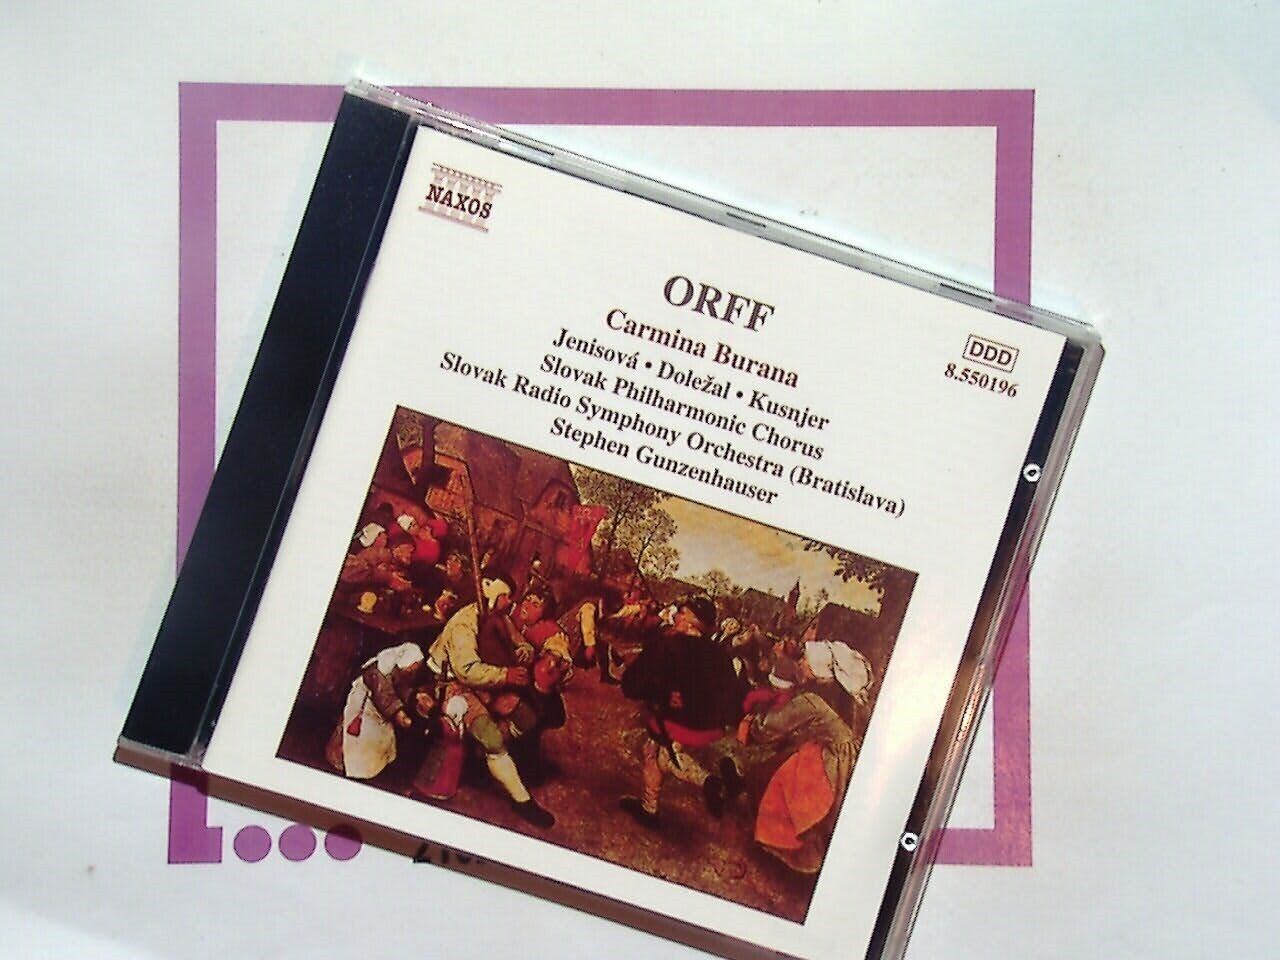 NAXOS
ORFF
Carmina Burana
Jenisová • Doležal • Kusnjer
Slovak Philharmonic Chorus
Slovak Radio Symphony Orchestra (Bratislava)
Stephen Gunzenhauser
DDD
8.550196